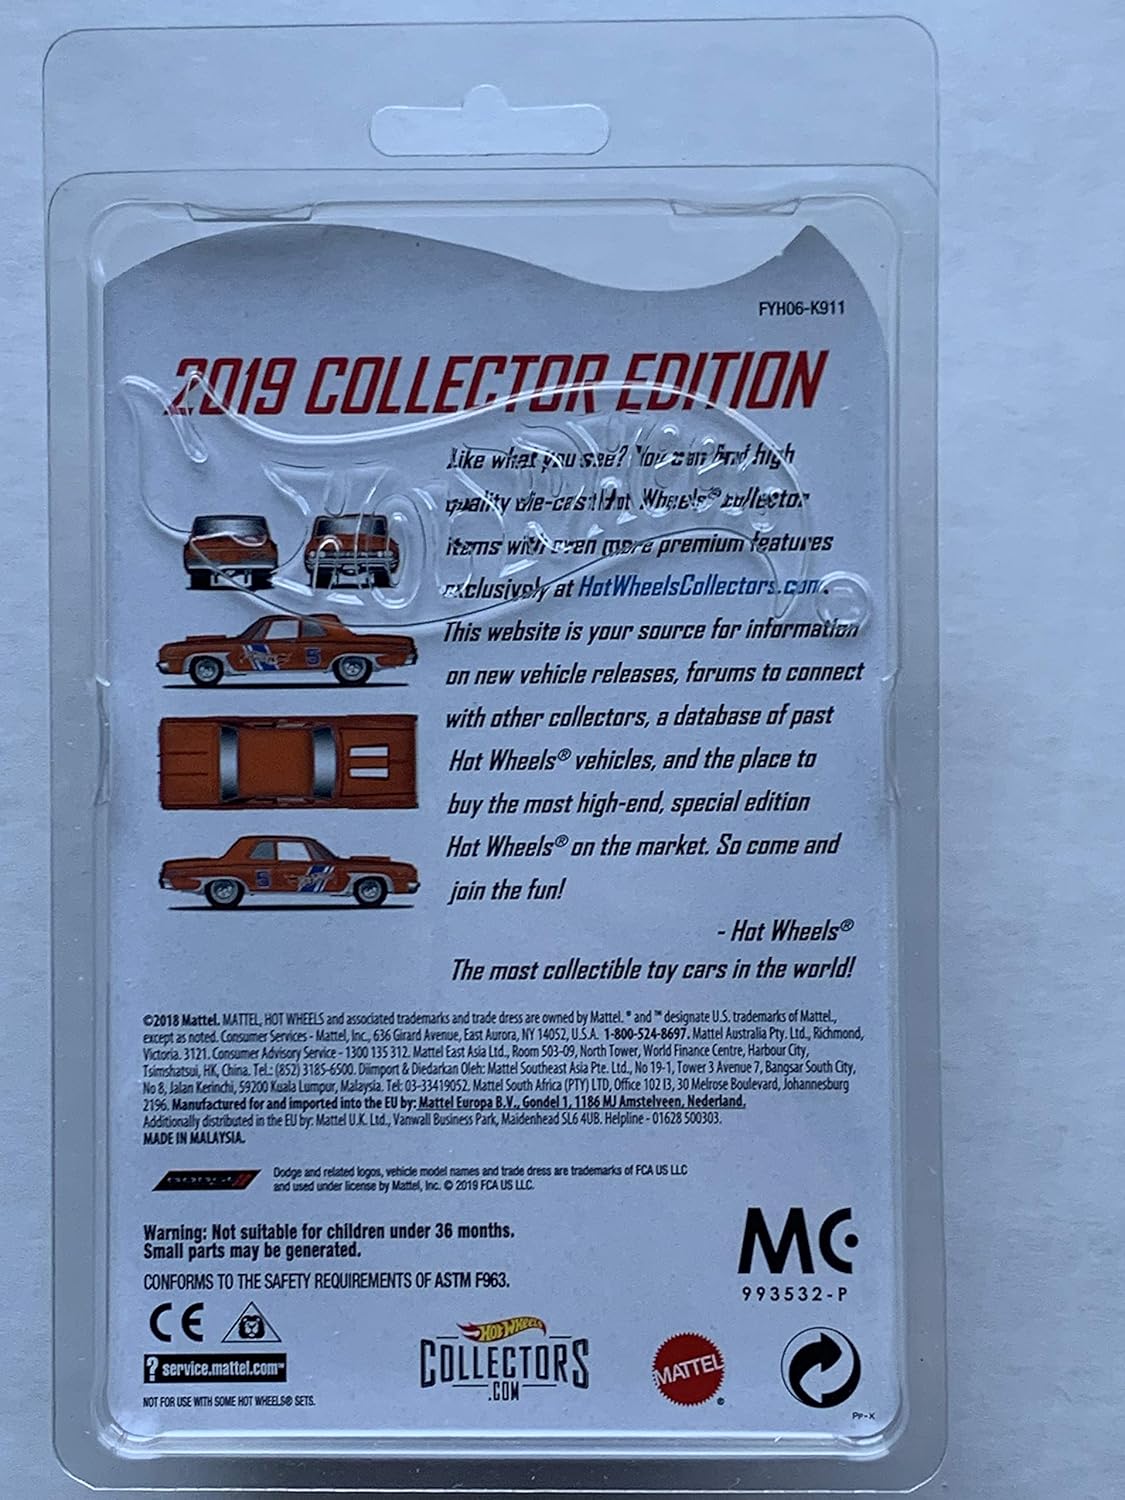 FYH06-K911
2019 COLLECTOR EDITION
Like what you see? You can find high
quality die-cast Hot Wheels® collector
items with even more premium features
exclusively at HotWheelsCollectors.com.
This website is your source for information
on new vehicle releases, forums to connect
with other collectors, a database of past
Hot Wheels® vehicles, and the place to
buy the most high-end, special edition
Hot Wheels® on the market. So come and
join the fun!
- Hot Wheels®
The most collectible toy cars in the world!
5
5
©2018 Mattel. MATTEL, HOT WHEELS and associated trademarks and trade dress are owned by Mattel. ® and ™ designate U.S. trademarks of Mattel,
except as noted. Consumer Services - Mattel, Inc., 636 Girard Avenue, East Aurora, NY 14052, U.S.A. 1-800-524-8697. Mattel Australia Pty. Ltd., Richmond,
Victoria. 3121. Consumer Advisory Service - 1300 135 312. Mattel East Asia Ltd., Room 503-09, North Tower, World Finance Centre, Harbour City,
Tsimshatsui, HK, China. Tel.: (852) 3185-6500. Diimport & Diedarkan Oleh: Mattel Southeast Asia Pte. Ltd., No 19-1, Tower 3 Avenue 7, Bangsar South City,
No 8, Jalan Kerinchi, 59200 Kuala Lumpur, Malaysia. Tel: 03-33419052. Mattel South Africa (PTY) LTD, Office 102 I3, 30 Melrose Boulevard, Johannesburg
2196. Manufactured for and imported into the EU by: Mattel Europa B.V., Gondel 1, 1186 MJ Amstelveen, Nederland.
Additionally distributed in the EU by: Mattel U.K. Ltd., Vanwall Business Park, Maidenhead SL6 4UB. Helpline - 01628 500303.
MADE IN MALAYSIA.
DODGE
Dodge and related logos, vehicle model names and trade dress are trademarks of FCA US LLC
and used under license by Mattel, Inc. © 2019 FCA US LLC.
Warning: Not suitable for children under 36 months.
Small parts may be generated.
CONFORMS TO THE SAFETY REQUIREMENTS OF ASTM F963.
MC
993532-P
CE
? service.mattel.com™
NOT FOR USE WITH SOME HOT WHEELS® SETS.
HOT WHEELS
COLLECTORS
.COM
MATTEL
®
PP-X